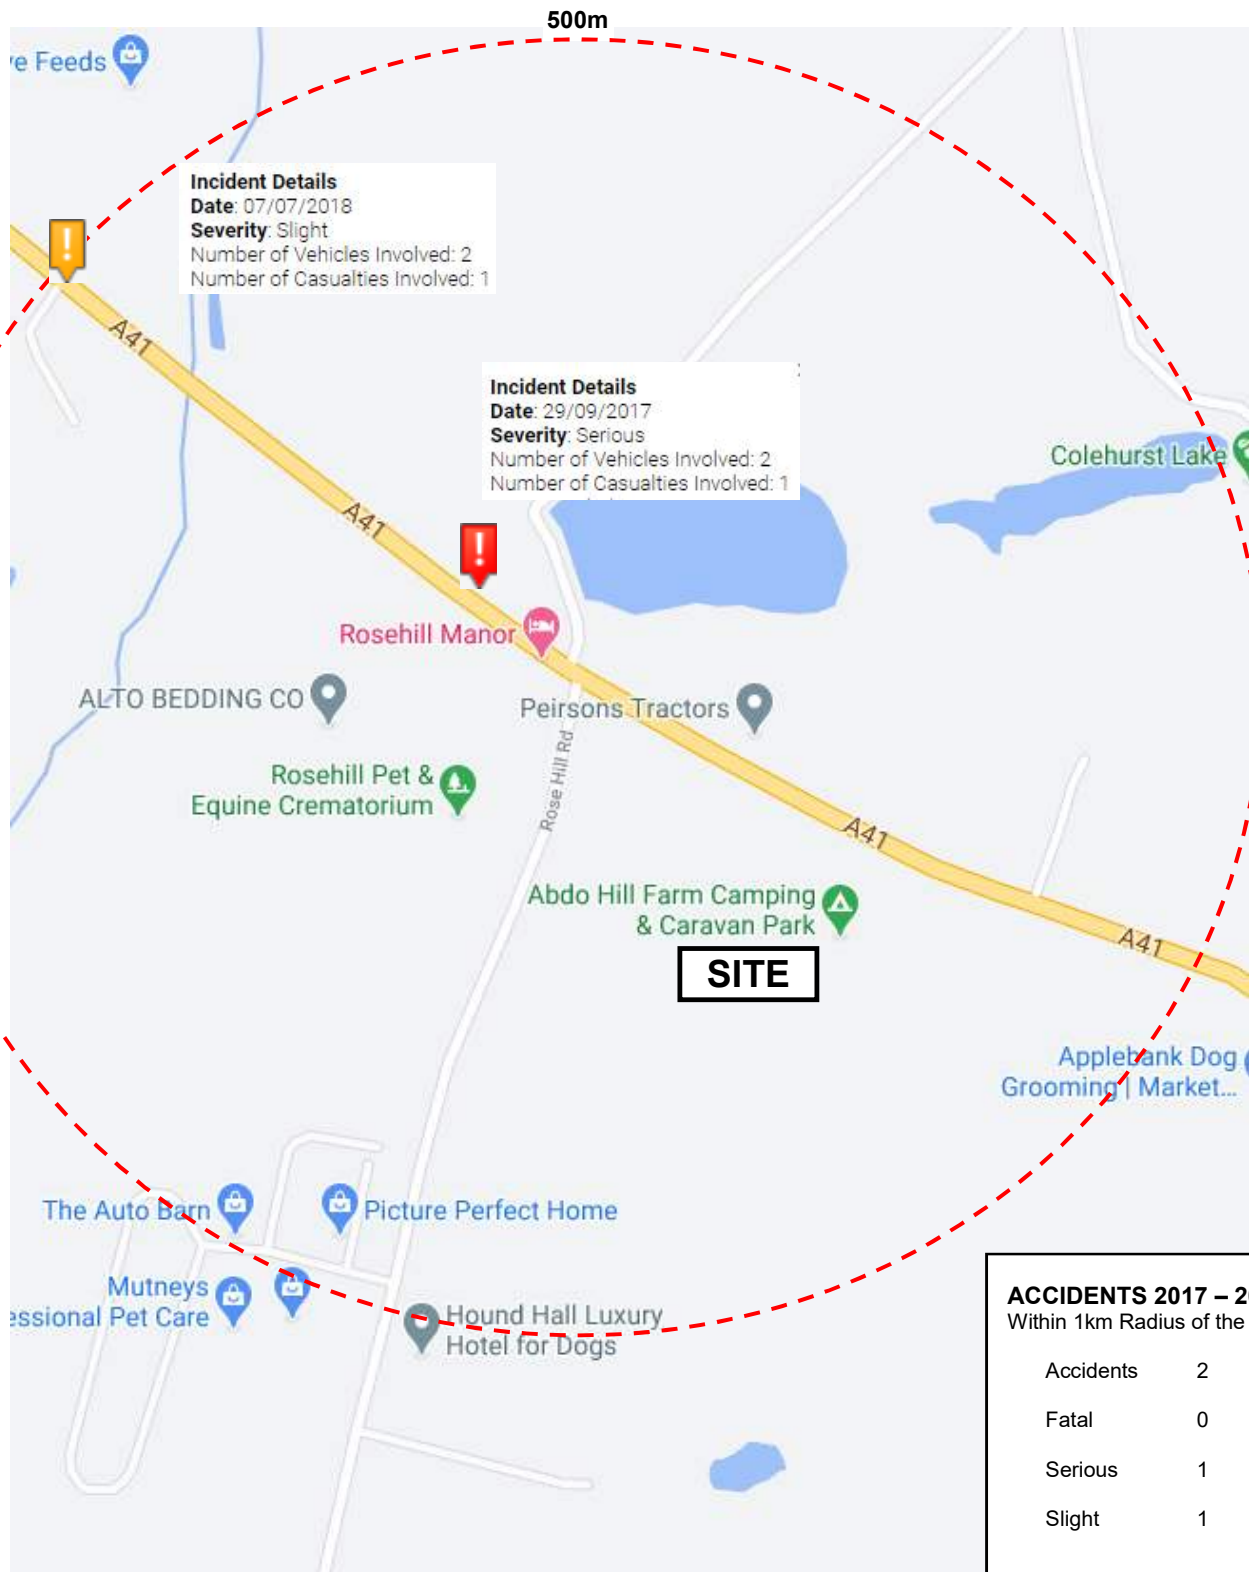 500m
e Feeds
Incident Details
Date: 07/07/2018
Severity: Slight
Number of Vehicles Involved: 2
Number of Casualties Involved: 1
A41
Incident Details
Date: 29/09/2017
Severity: Serious
Number of Vehicles Involved: 2
Number of Casualties Involved: 1
Colehurst Lake
A41
Rosehill Manor
ALTO BEDDING CO
Peirsons Tractors
Rose Hill Rd
Rosehill Pet &
Equine Crematorium
A41
Abdo Hill Farm Camping
& Caravan Park
A41
SITE
Applebank Dog
Grooming | Market...
The Auto Barn
Picture Perfect Home
Mutneys
essional Pet Care
Hound Hall Luxury
Hotel for Dogs
ACCIDENTS 2017 – 20
Within 1km Radius of the
Accidents 2
Fatal 0
Serious 1
Slight 1